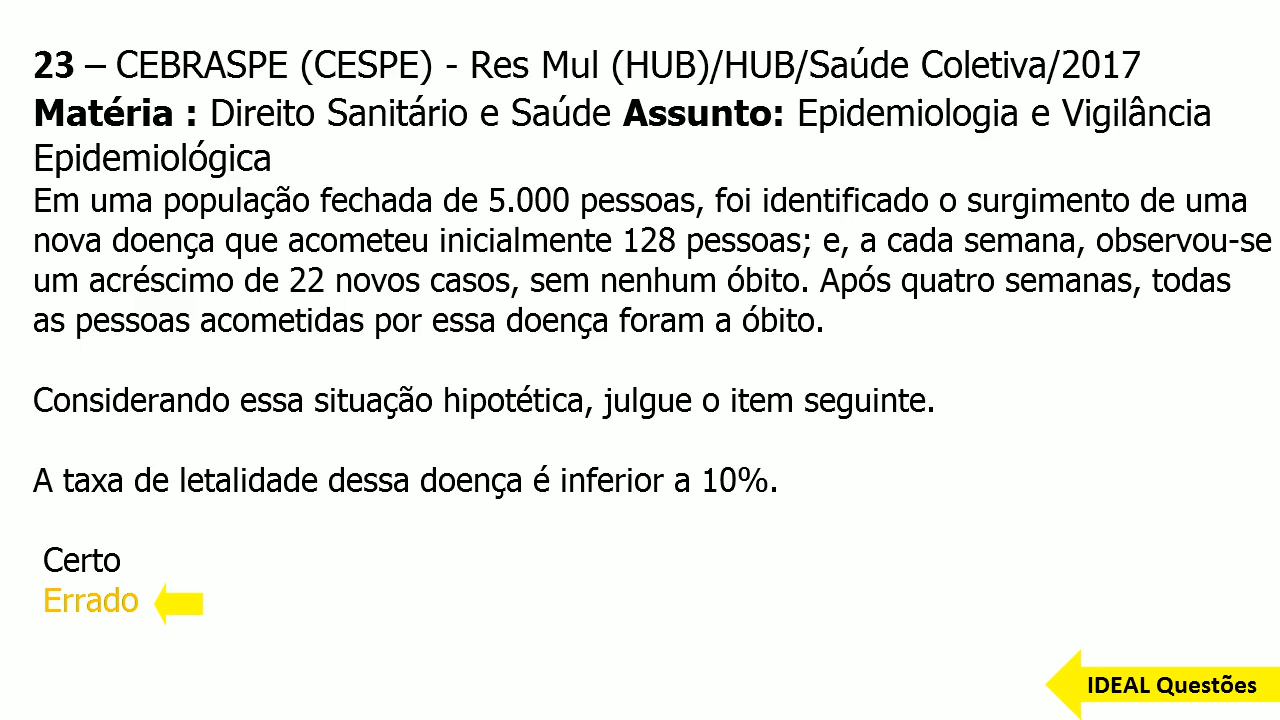 23 – CEBRASPE (CESPE) - Res Mul (HUB)/HUB/Saúde Coletiva/2017
Matéria : Direito Sanitário e Saúde Assunto: Epidemiologia e Vigilância
Epidemiológica
Em uma população fechada de 5.000 pessoas, foi identificado o surgimento de uma
nova doença que acometeu inicialmente 128 pessoas; e, a cada semana, observou-se
um acréscimo de 22 novos casos, sem nenhum óbito. Após quatro semanas, todas
as pessoas acometidas por essa doença foram a óbito.
Considerando essa situação hipotética, julgue o item seguinte.
A taxa de letalidade dessa doença é inferior a 10%.
Certo
Errado
IDEAL Questões